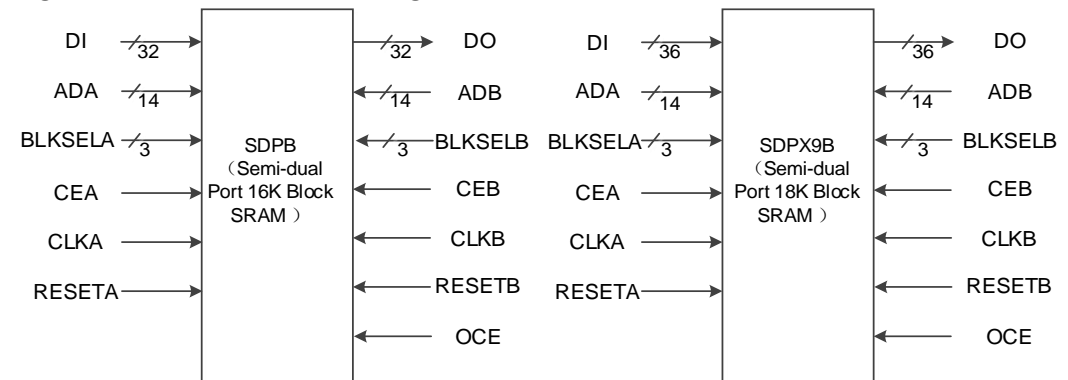 DI 32 32 DO DI 36 36 DO
ADA 14 14 ADB ADA 14 14 ADB
BLKSELA 3 3 BLKSELB BLKSELA 3 3 BLKSELB
SDPB
（Semi-dual
Port 16K Block
SRAM）
SDPX9B
（Semi-dual
Port 18K Block
SRAM）
CEA CEB CEA CEB
CLKA CLKB CLKA CLKB
RESETA RESETB RESETA RESETB
OCE OCE